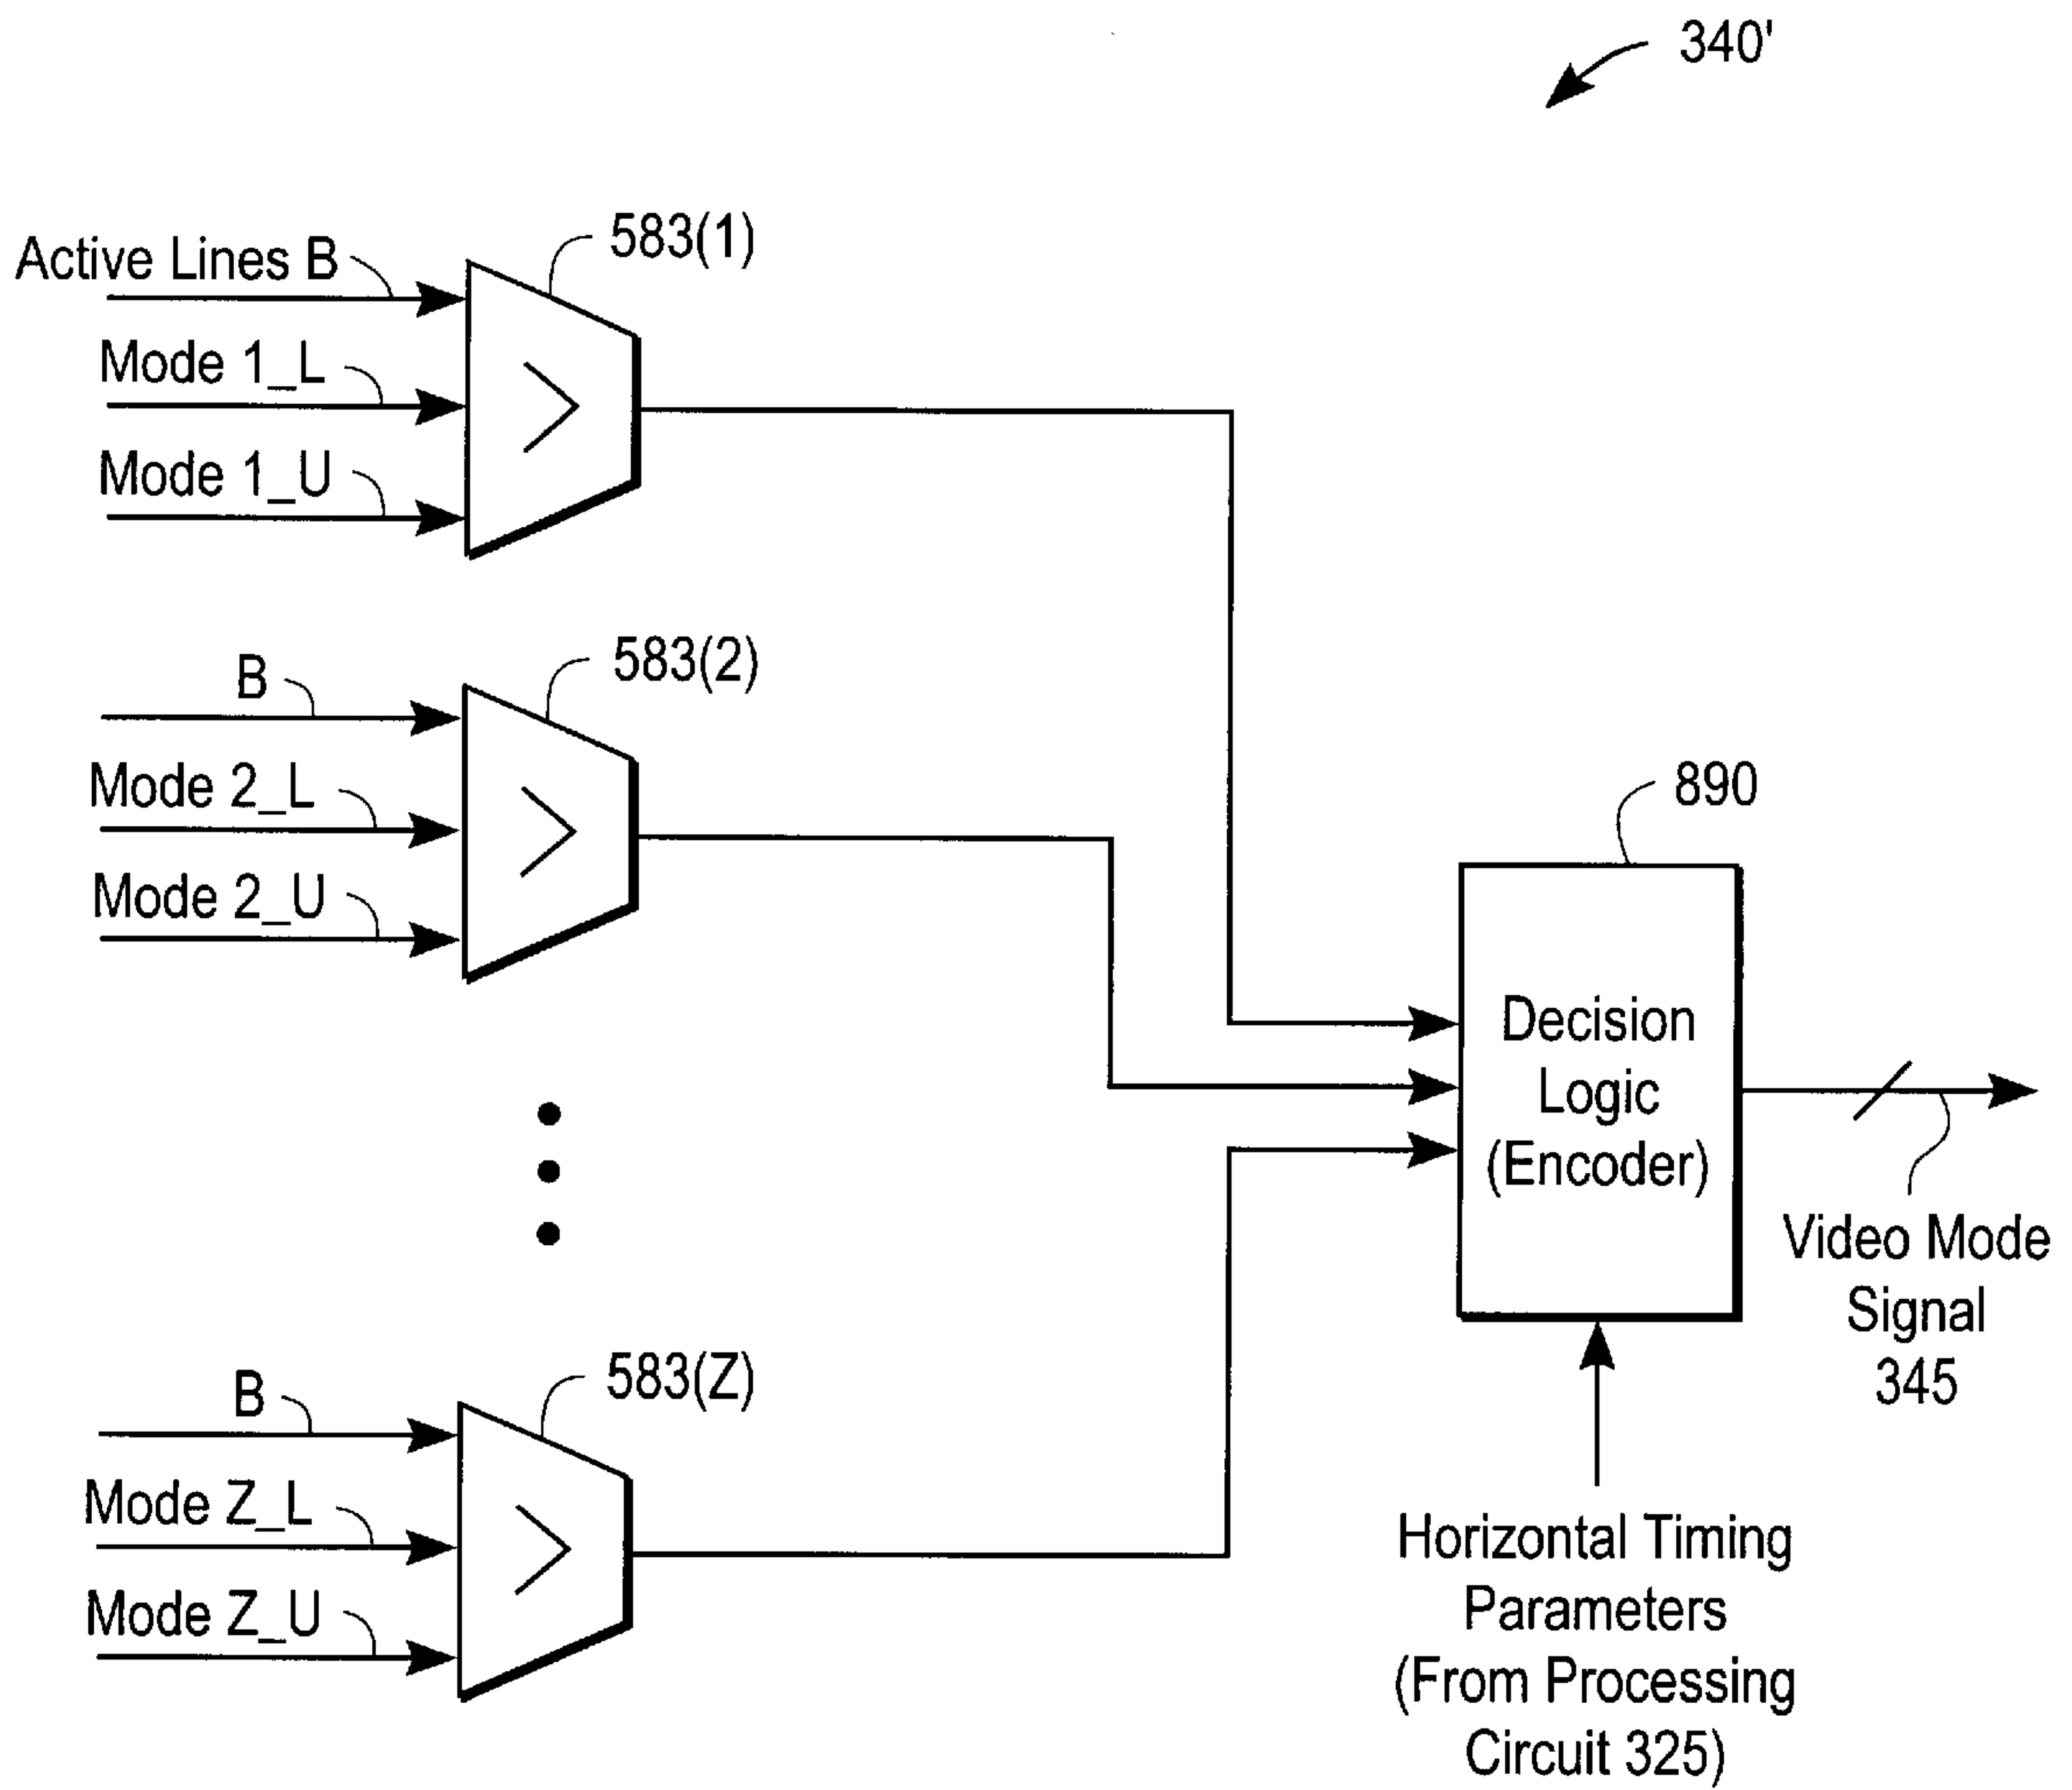 340'
Active Lines B
583(1)
Mode 1_L
Mode 1_U
>
B
583(2)
Mode 2_L
Mode 2_U
>
890
Decision
Logic
(Encoder)
Video Mode
Signal
345
B
583(Z)
Mode Z_L
Mode Z_U
>
Horizontal Timing
Parameters
(From Processing
Circuit 325)